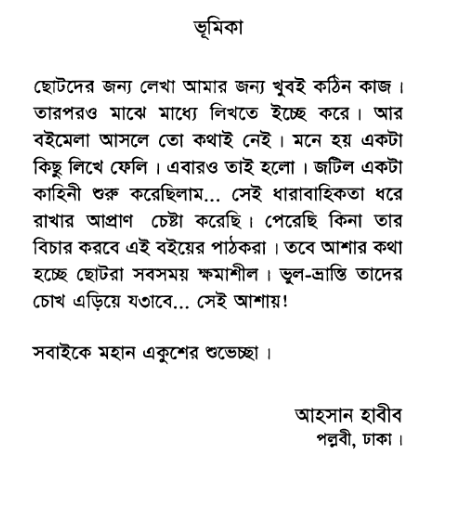 ভূমিকা
ছোটদের জন্য লেখা আমার জন্য খুবই কঠিন কাজ।
তারপরও মাঝে মাধ্যে লিখতে ইচ্ছে করে। আর
বইমেলা আসলে তো কথাই নেই। মনে হয় একটা
কিছু লিখে ফেলি। এবারও তাই হলো। জটিল একটা
কাহিনী শুরু করেছিলাম... সেই ধারাবাহিকতা ধরে
রাখার আপ্রাণ চেষ্টা করেছি। পেরেছি কিনা তার
বিচার করবে এই বইয়ের পাঠকরা। তবে আশার কথা
হচ্ছে ছোটরা সবসময় ক্ষমাশীল। ভুল-ভ্রান্তি তাদের
চোখ এড়িয়ে যওাবে... সেই আশায়!
সবাইকে মহান একুশের শুভেচ্ছা।
আহসান হাবীব
পল্লবী, ঢাকা।